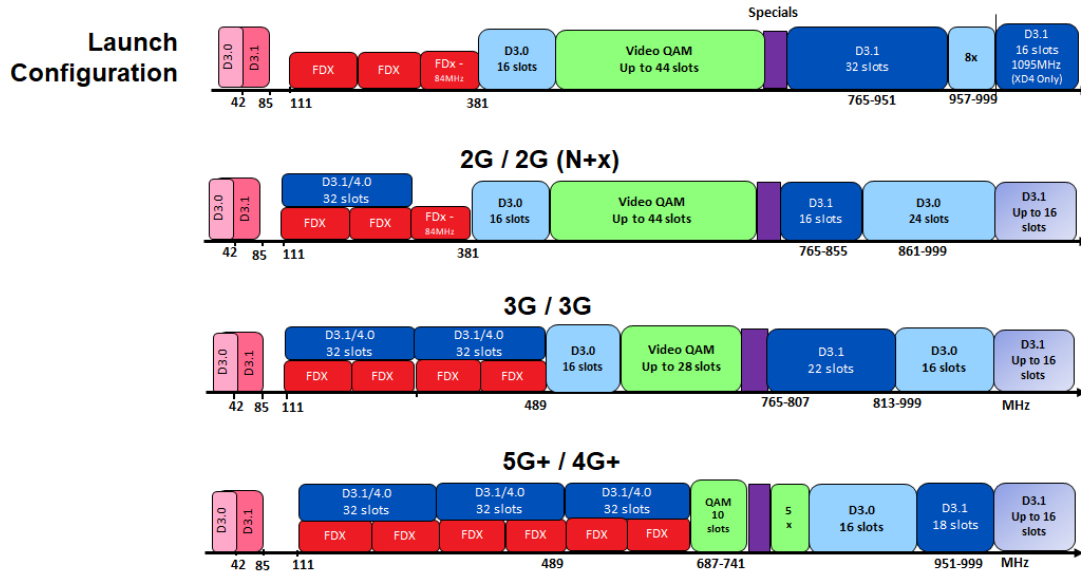 Specials
Launch
Configuration
D3.0
D3.1
FDX
FDX
FDx -
84MHz
D3.0
16 slots
Video QAM
Up to 44 slots
D3.1
32 slots
8x
D3.1
16 slots
1095MHz
(XD4 Only)
42
85
111
381
765-951
957-999
2G / 2G (N+x)
D3.0
D3.1
D3.1/4.0
32 slots
FDX
FDX
FDx -
84MHz
D3.0
16 slots
Video QAM
Up to 44 slots
D3.1
16 slots
D3.0
24 slots
D3.1
Up to 16
slots
42
85
111
381
765-855
861-999
3G / 3G
D3.0
D3.1
D3.1/4.0
32 slots
D3.1/4.0
32 slots
FDX
FDX
FDX
FDX
D3.0
16 slots
Video QAM
Up to 28 slots
D3.1
22 slots
D3.0
16 slots
D3.1
Up to 16
slots
42
85
111
489
765-807
813-999
MHz
5G+ / 4G+
D3.0
D3.1
D3.1/4.0
32 slots
D3.1/4.0
32 slots
D3.1/4.0
32 slots
FDX
FDX
FDX
FDX
FDX
FDX
QAM
10
slots
5
x
D3.0
16 slots
D3.1
18 slots
D3.1
Up to 16
slots
42
85
111
489
687-741
951-999
MHz